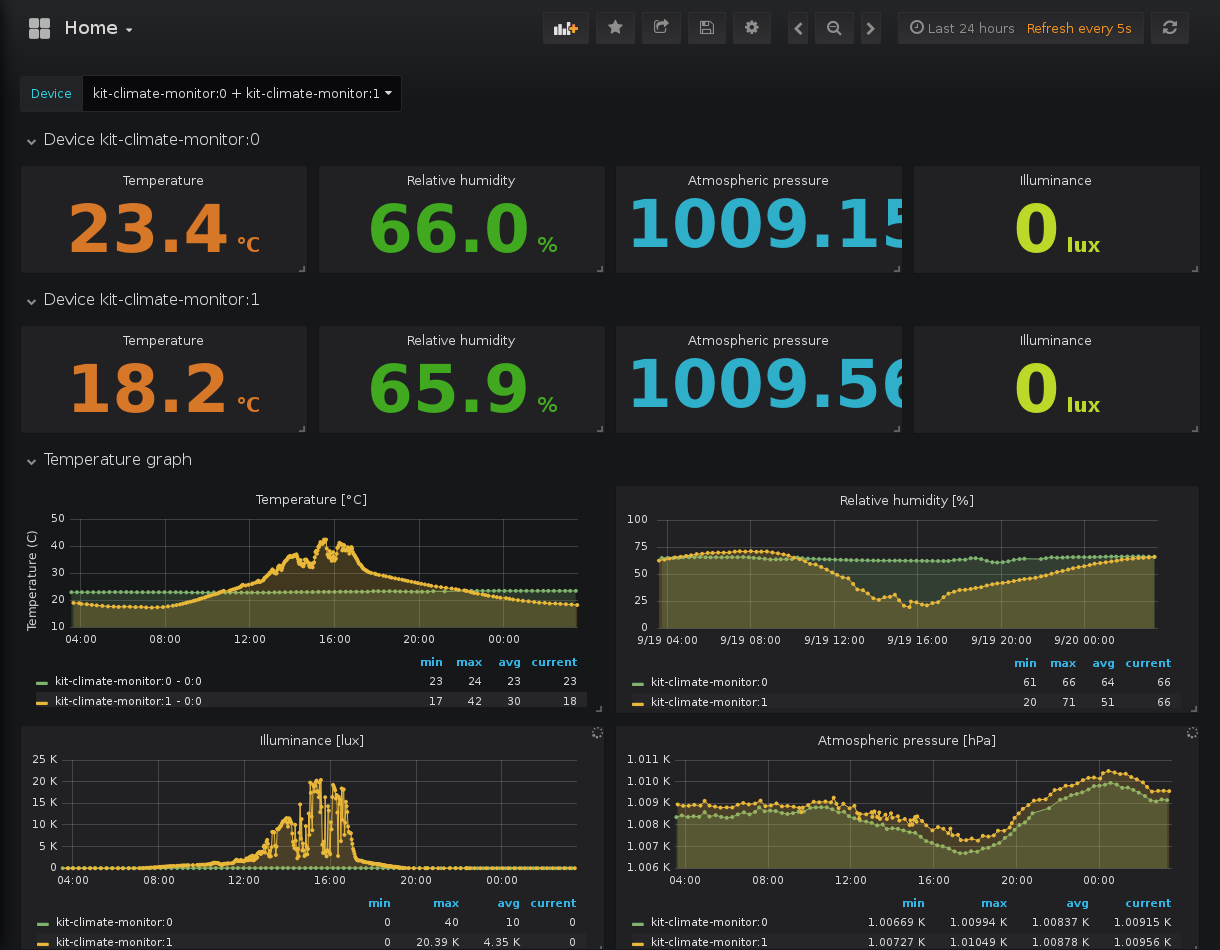 Home
Last 24 hours Refresh every 5s
Device kit-climate-monitor:0 + kit-climate-monitor:1
Device kit-climate-monitor:0
Temperature Relative humidity Atmospheric pressure Illuminance
23.4 °C 66.0 % 1009.15 0 lux
Device kit-climate-monitor:1
Temperature Relative humidity Atmospheric pressure Illuminance
18.2 °C 65.9 % 1009.56 0 lux
Temperature graph
Temperature [°C]
Temperature (C)
50
40
30
20
10
04:00 08:00 12:00 16:00 20:00 00:00
min max avg current
kit-climate-monitor:0 - 0:0 23 24 23 23
kit-climate-monitor:1 - 0:0 17 42 30 18
Relative humidity [%]
100
75
50
25
0
9/19 04:00 9/19 08:00 9/19 12:00 9/19 16:00 9/19 20:00 9/20 00:00
min max avg current
kit-climate-monitor:0 61 66 64 66
kit-climate-monitor:1 20 71 51 66
Illuminance [lux]
25 K
20 K
15 K
10 K
5 K
0
04:00 08:00 12:00 16:00 20:00 00:00
min max avg current
kit-climate-monitor:0 0 40 10 0
kit-climate-monitor:1 0 20.39 K 4.35 K 0
Atmospheric pressure [hPa]
1.011 K
1.010 K
1.009 K
1.008 K
1.007 K
1.006 K
04:00 08:00 12:00 16:00 20:00 00:00
min max avg current
kit-climate-monitor:0 1.00669 K 1.00994 K 1.00837 K 1.00915 K
kit-climate-monitor:1 1.00727 K 1.01049 K 1.00878 K 1.00956 K